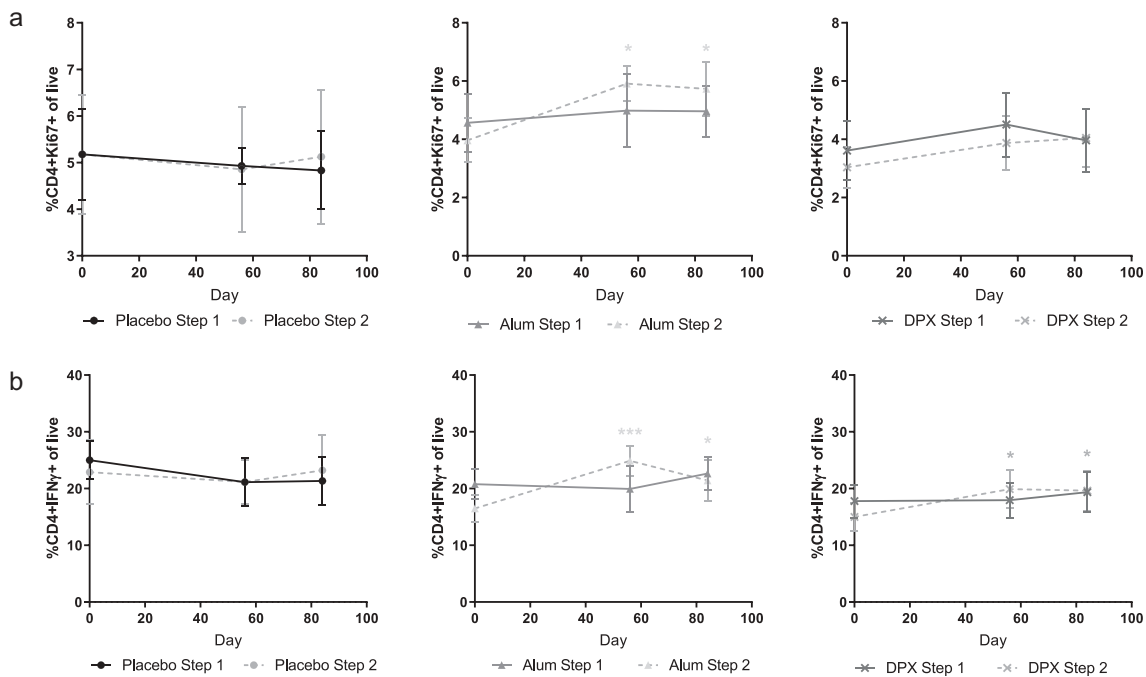 a
%CD4+Ki67+ of live
8
7
6
5
4
3
0 20 40 60 80 100
Day
Placebo Step 1 Placebo Step 2
%CD4+Ki67+ of live
8
6
4
2
0
* *
0 20 40 60 80 100
Day
Alum Step 1 Alum Step 2
%CD4+Ki67+ of live
8
6
4
2
0
0 20 40 60 80 100
Day
DPX Step 1 DPX Step 2
b
%CD4+IFNγ+ of live
40
30
20
10
0
0 20 40 60 80 100
Day
Placebo Step 1 Placebo Step 2
%CD4+IFNγ+ of live
40
30
20
10
0
*** *
0 20 40 60 80 100
Day
Alum Step 1 Alum Step 2
%CD4+IFNγ+ of live
40
30
20
10
0
* *
0 20 40 60 80 100
Day
DPX Step 1 DPX Step 2